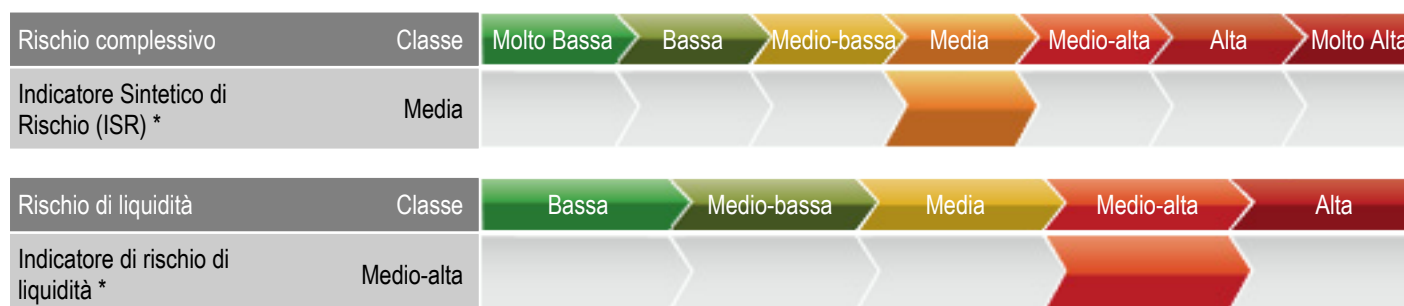 Rischio complessivo Classe Molto Bassa Bassa Medio-bassa Media Medio-alta Alta Molto Alta
Indicatore Sintetico di
Rischio (ISR) * Media
Rischio di liquidità Classe Bassa Medio-bassa Media Medio-alta Alta
Indicatore di rischio di
liquidità * Medio-alta